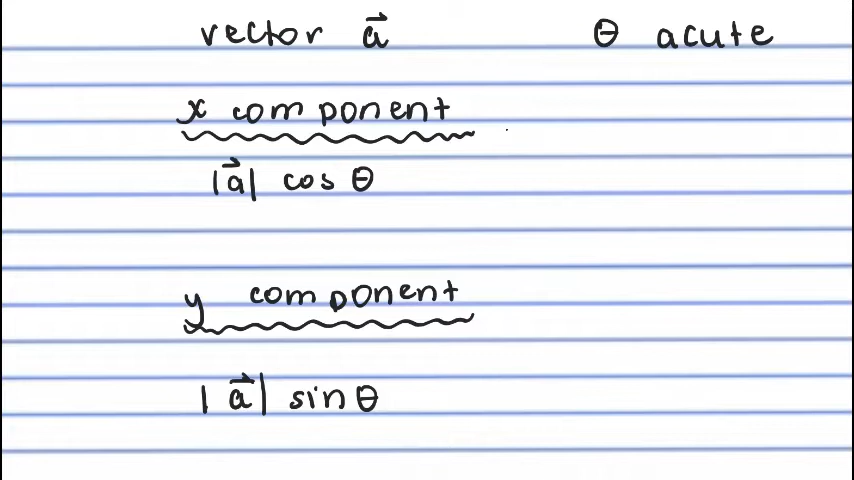 vector a⃗ θ acute
x component
|a⃗| cos θ
y component
|a⃗| sin θ